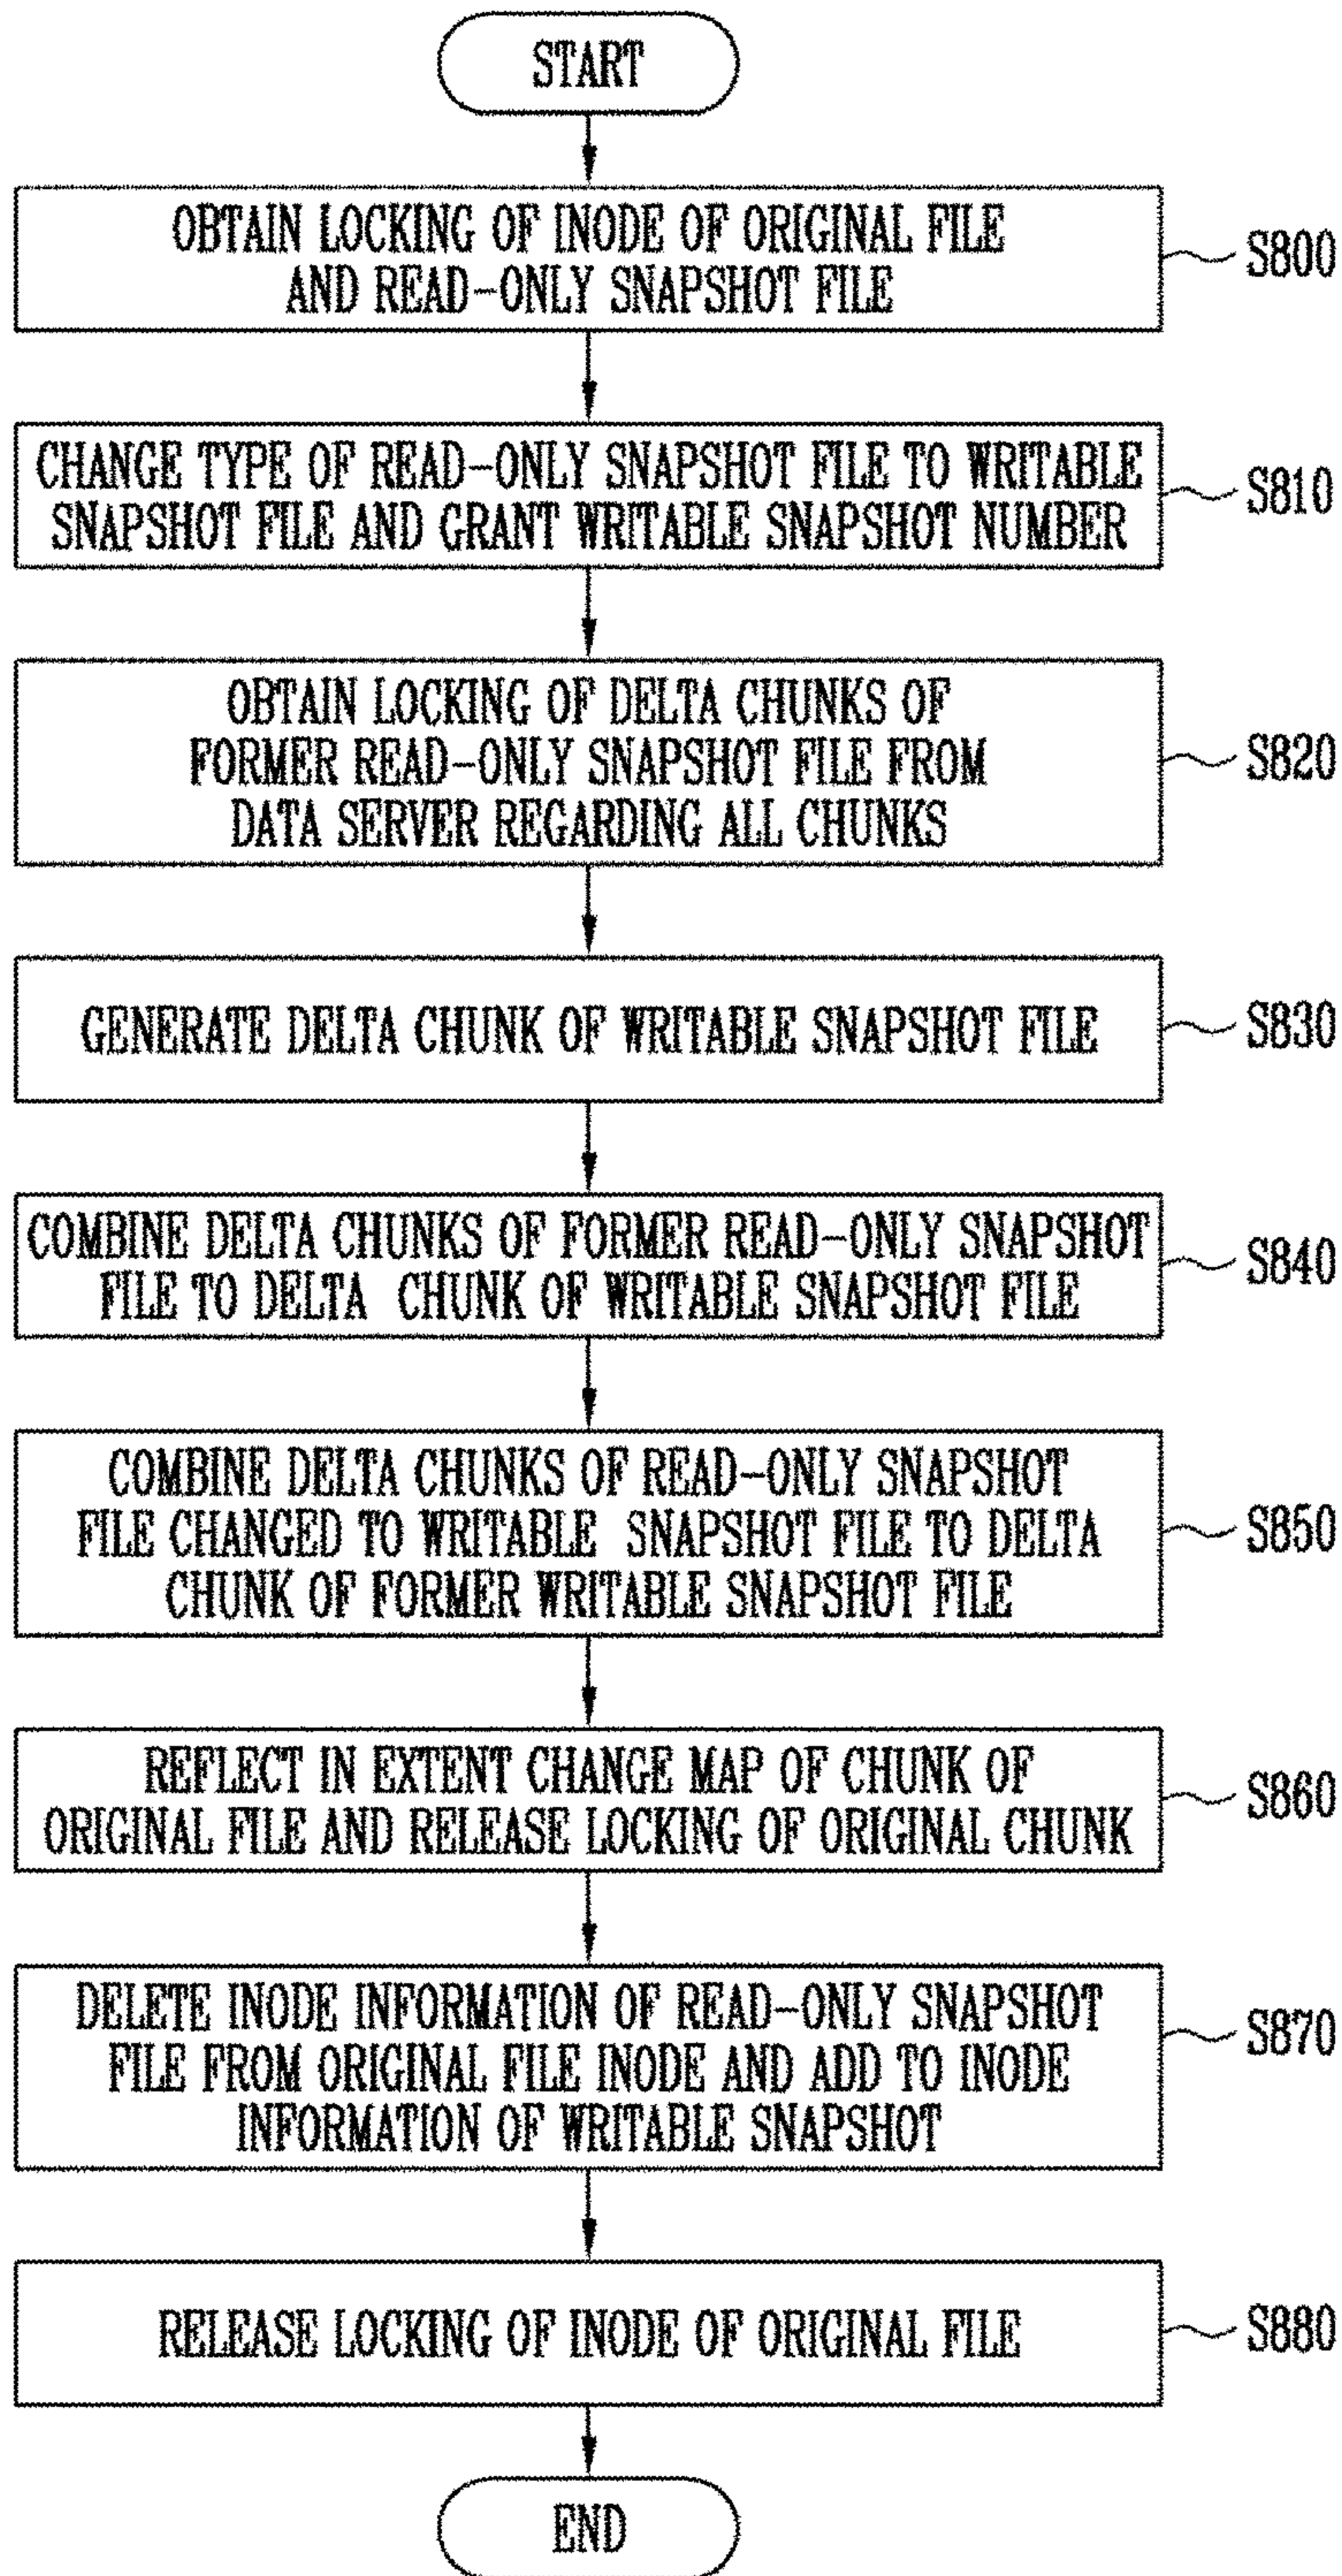 START
OBTAIN LOCKING OF INODE OF ORIGINAL FILE
AND READ-ONLY SNAPSHOT FILE
S800
CHANGE TYPE OF READ-ONLY SNAPSHOT FILE TO WRITABLE
SNAPSHOT FILE AND GRANT WRITABLE SNAPSHOT NUMBER
S810
OBTAIN LOCKING OF DELTA CHUNKS OF
FORMER READ-ONLY SNAPSHOT FILE FROM
DATA SERVER REGARDING ALL CHUNKS
S820
GENERATE DELTA CHUNK OF WRITABLE SNAPSHOT FILE
S830
COMBINE DELTA CHUNKS OF FORMER READ-ONLY SNAPSHOT
FILE TO DELTA CHUNK OF WRITABLE SNAPSHOT FILE
S840
COMBINE DELTA CHUNKS OF READ-ONLY SNAPSHOT
FILE CHANGED TO WRITABLE SNAPSHOT FILE TO DELTA
CHUNK OF FORMER WRITABLE SNAPSHOT FILE
S850
REFLECT IN EXTENT CHANGE MAP OF CHUNK OF
ORIGINAL FILE AND RELEASE LOCKING OF ORIGINAL CHUNK
S860
DELETE INODE INFORMATION OF READ-ONLY SNAPSHOT
FILE FROM ORIGINAL FILE INODE AND ADD TO INODE
INFORMATION OF WRITABLE SNAPSHOT
S870
RELEASE LOCKING OF INODE OF ORIGINAL FILE
S880
END